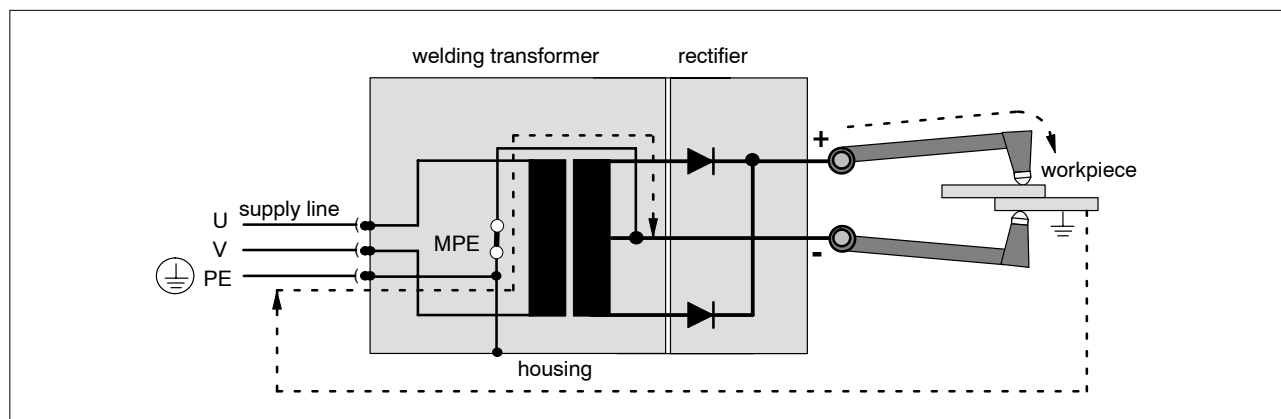 welding transformer
rectifier
+
workpiece
supply line
U
V
MPE
PE
-
housing